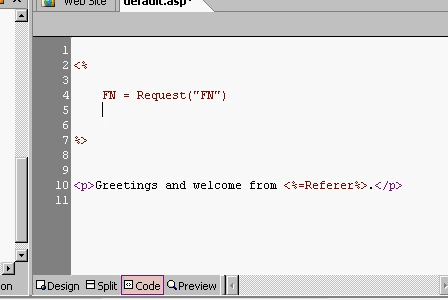 Web Site
default.asp*
1
2 <%
3
4 FN = Request("FN")
5
6
7 %>
8
9
10 <p>Greetings and welcome from <%=Referer%>.</p>
11
on
Design Split Code Preview